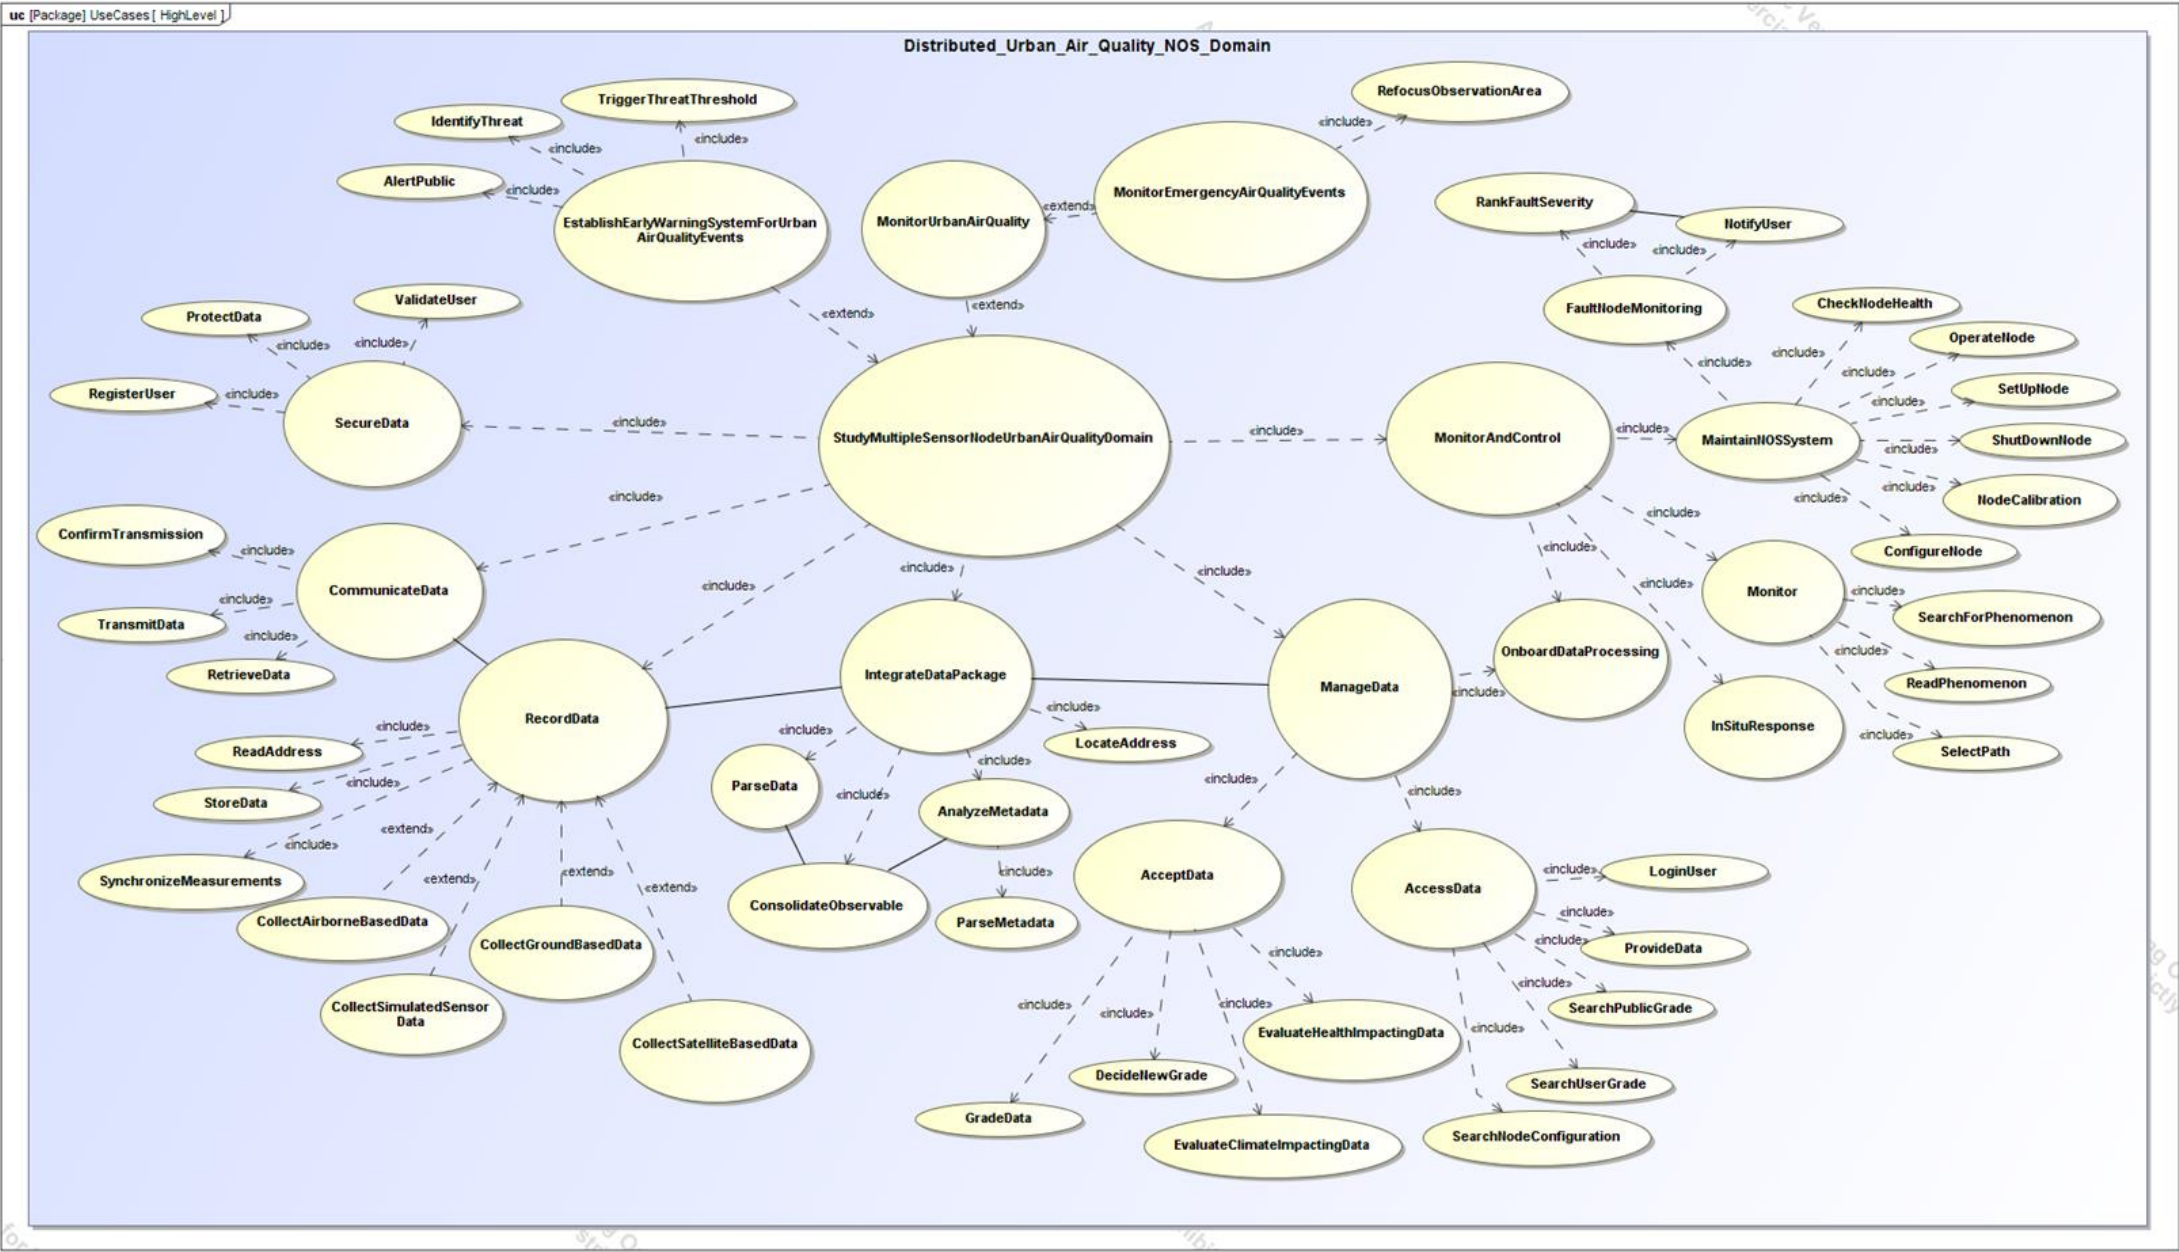 uc [Package] UseCases [ HighLevel ]
Distributed_Urban_Air_Quality_NOS_Domain
TriggerThreatThreshold
IdentifyThreat
AlertPublic
«include»
«include»
«include»
EstablishEarlyWarningSystemForUrban
AirQualityEvents
MonitorUrbanAirQuality
«extend»
MonitorEmergencyAirQualityEvents
«include»
RefocusObservationArea
«extend»
«extend»
RankFaultSeverity
NotifyUser
«include»
«include»
FaultNodeMonitoring
«include»
CheckNodeHealth
«include»
OperateNode
«include»
SetUpNode
«include»
ShutDownNode
«include»
NodeCalibration
«include»
ConfigureNode
«include»
MaintainNOSSystem
«include»
MonitorAndControl
«include»
StudyMultipleSensorNodeUrbanAirQualityDomain
«include»
ProtectData
ValidateUser
«include»
«include»
RegisterUser
«include»
SecureData
«include»
«include»
«include»
«include»
ConfirmTransmission
«include»
TransmitData
«include»
RetrieveData
«include»
CommunicateData
RecordData
IntegrateDataPackage
ManageData
«include»
OnboardDataProcessing
«include»
«include»
«include»
Monitor
«include»
SearchForPhenomenon
«include»
ReadPhenomenon
«include»
SelectPath
InSituResponse
ReadAddress
«include»
StoreData
«include»
SynchronizeMeasurements
«include»
«extend»
«extend»
«extend»
«extend»
CollectAirborneBasedData
CollectSimulatedSensor
Data
CollectGroundBasedData
CollectSatelliteBasedData
«include»
ParseData
«include»
«include»
AnalyzeMetadata
«include»
LocateAddress
ConsolidateObservable
«include»
ParseMetadata
«include»
AcceptData
«include»
AccessData
«include»
LoginUser
«include»
ProvideData
«include»
SearchPublicGrade
«include»
SearchUserGrade
«include»
SearchNodeConfiguration
«include»
GradeData
«include»
DecideNewGrade
«include»
EvaluateClimateImpactingData
«include»
EvaluateHealthImpactingData